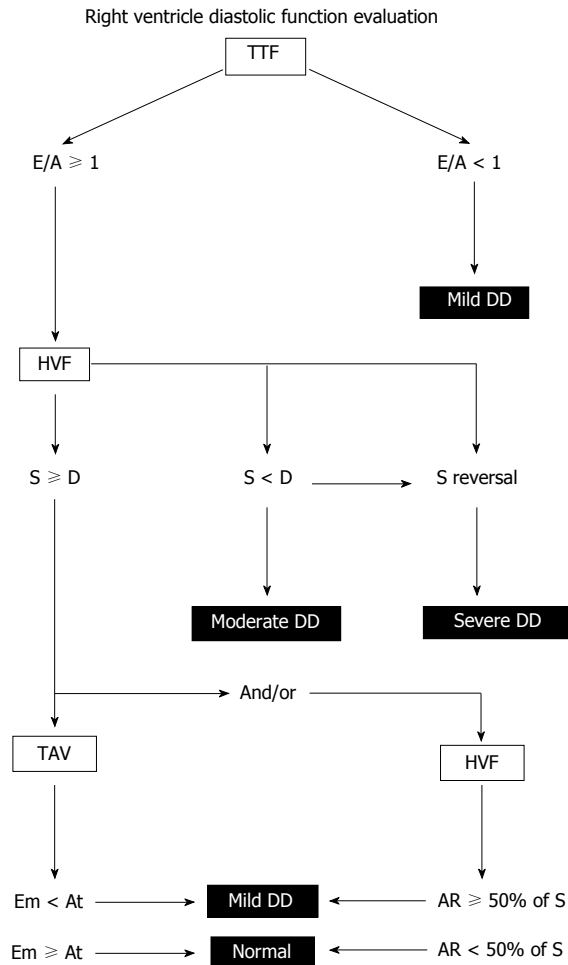 Right ventricle diastolic function evaluation
TTF
E/A ⩾ 1
E/A < 1
Mild DD
HVF
S ⩾ D
S < D
S reversal
Moderate DD
Severe DD
And/or
TAV
HVF
Em < At
Mild DD
AR ⩾ 50% of S
Em ⩾ At
Normal
AR < 50% of S